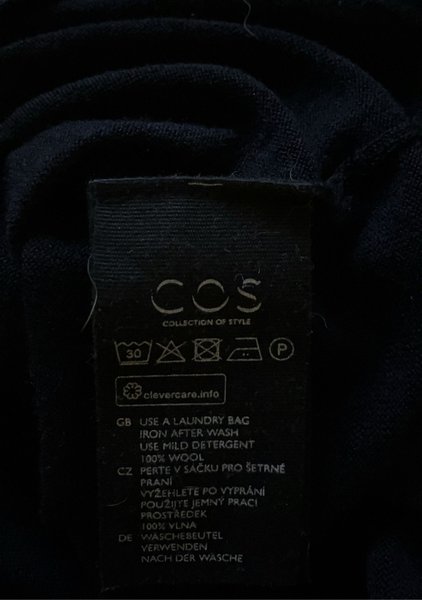 COS
COLLECTION OF STYLE
30 P
clevercare.info
GB USE A LAUNDRY BAG
IRON AFTER WASH
USE MILD DETERGENT
100% WOOL
CZ PERTE V SÁČKU PRO ŠETRNÉ
PRANÍ
VYŽEHLETE PO VYPRÁNÍ
POUŽIJTE JEMNÝ PRACÍ
PROSTŘEDEK
100% VLNA
DE WÄSCHEBEUTEL
VERWENDEN
NACH DER WÄSCHE